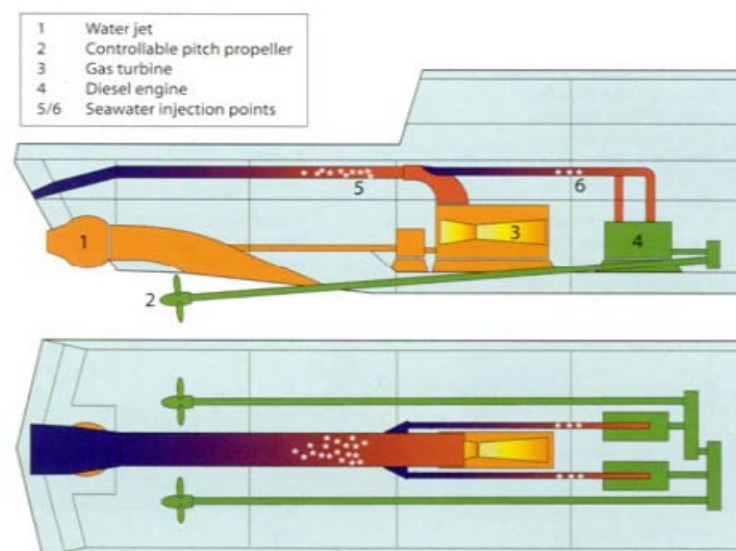 1 Water jet
2 Controllable pitch propeller
3 Gas turbine
4 Diesel engine
5/6 Seawater injection points
5
6
1
3
4
2